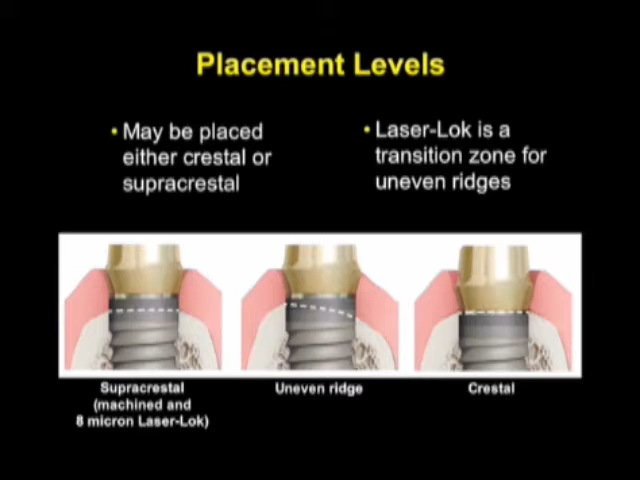 Placement Levels
• May be placed
either crestal or
supracrestal
• Laser-Lok is a
transition zone for
uneven ridges
Supracrestal
(machined and
8 micron Laser-Lok)
Uneven ridge
Crestal